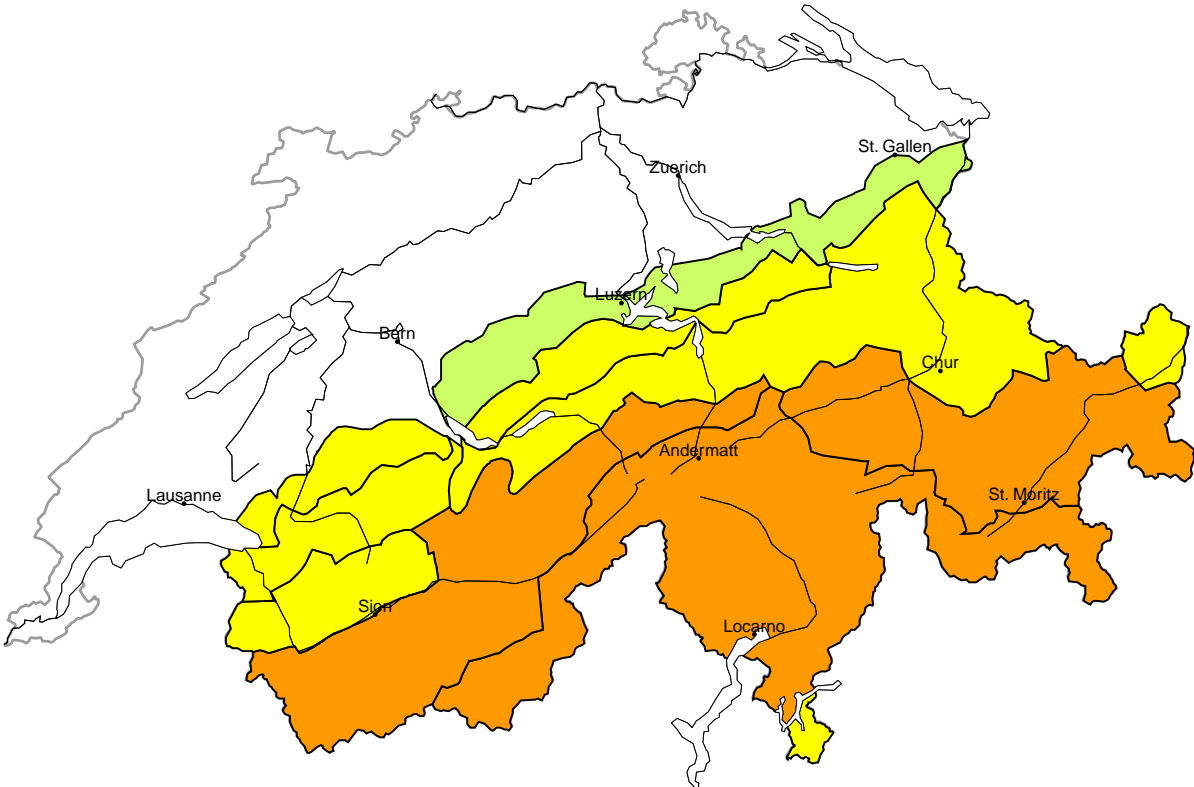 St. Gallen
Zuerich
Luzern
Bern
Chur
Andermatt
Lausanne
St. Moritz
Sion
Locarno